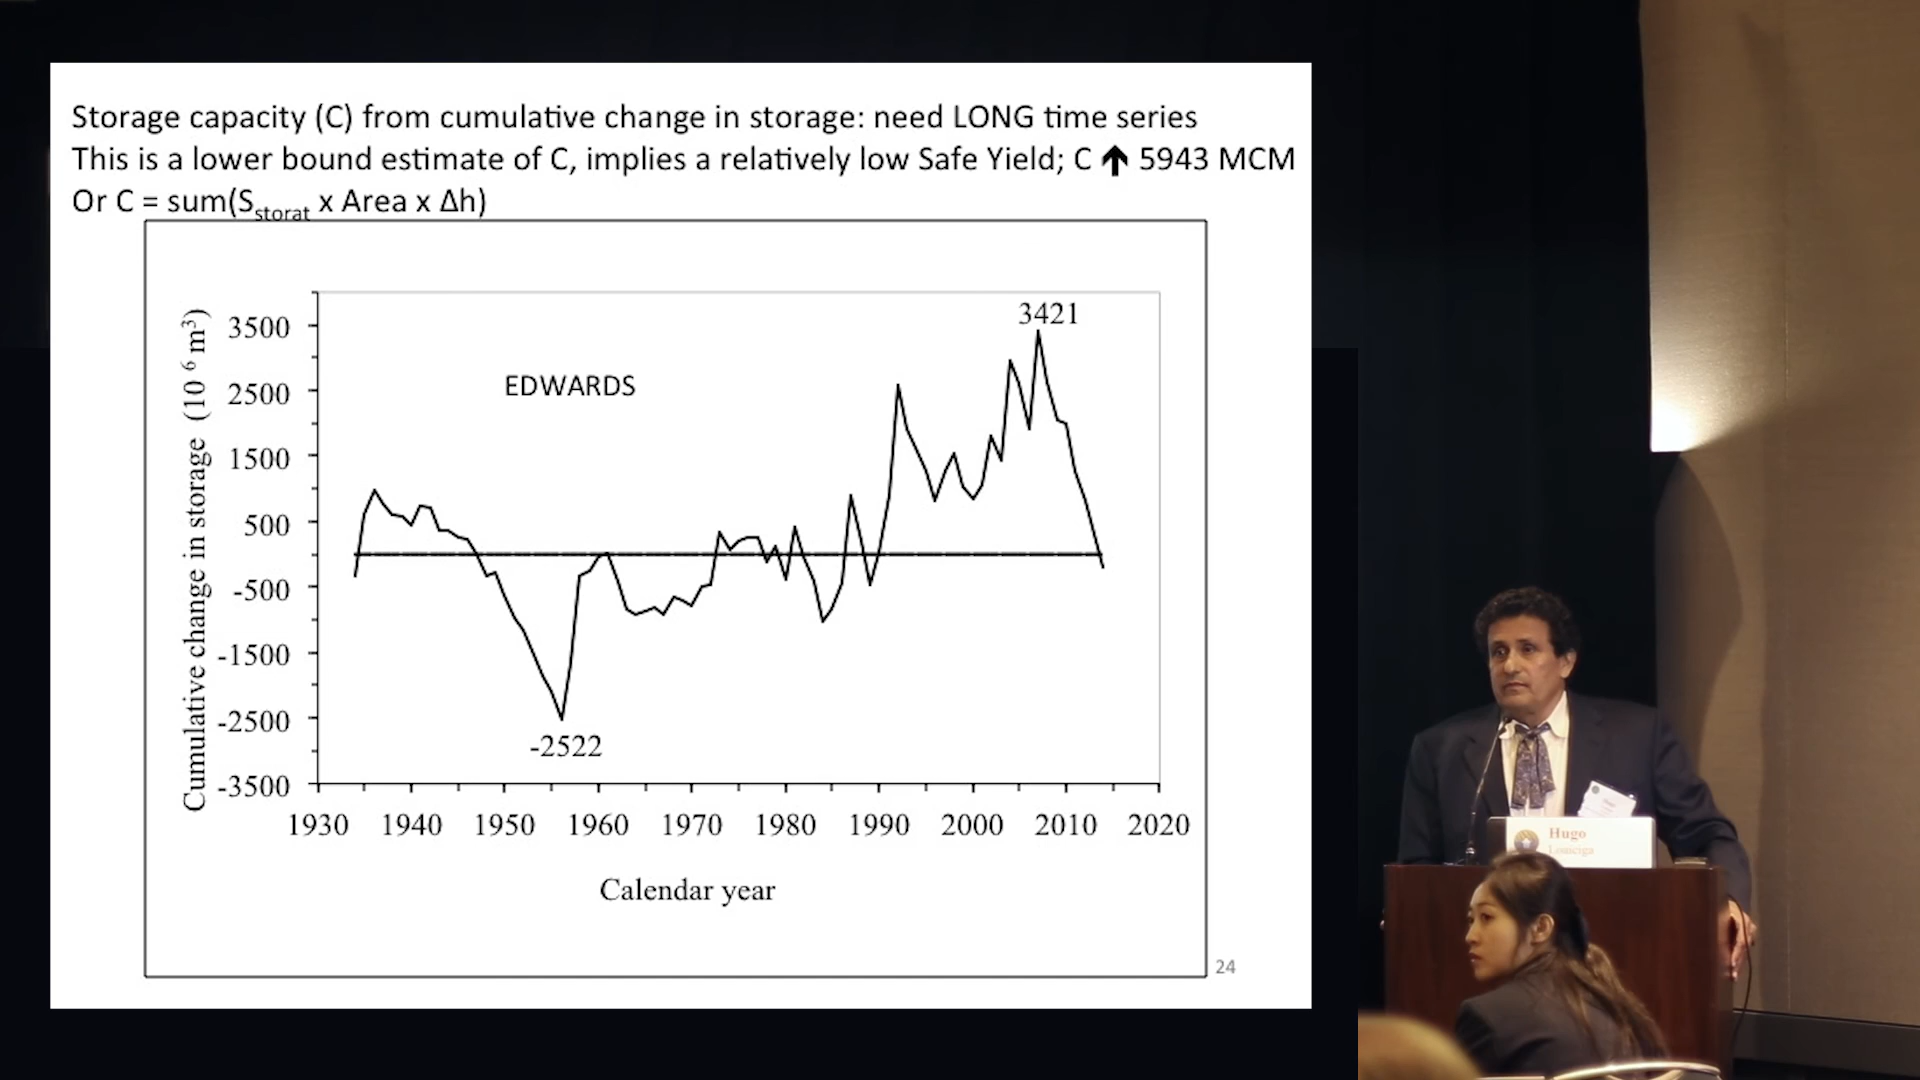 Storage capacity (C) from cumulative change in storage: need LONG time series
This is a lower bound estimate of C, implies a relatively low Safe Yield; C ↑ 5943 MCM
Or C = sum(Sstorat x Area x Δh)
3421
3500
2500
1500
500
-500
-1500
-2500
-3500
EDWARDS
-2522
Cumulative change in storage (10 6 m3)
1930 1940 1950 1960 1970 1980 1990 2000 2010 2020
Calendar year
24
Hugo
Loaiciga